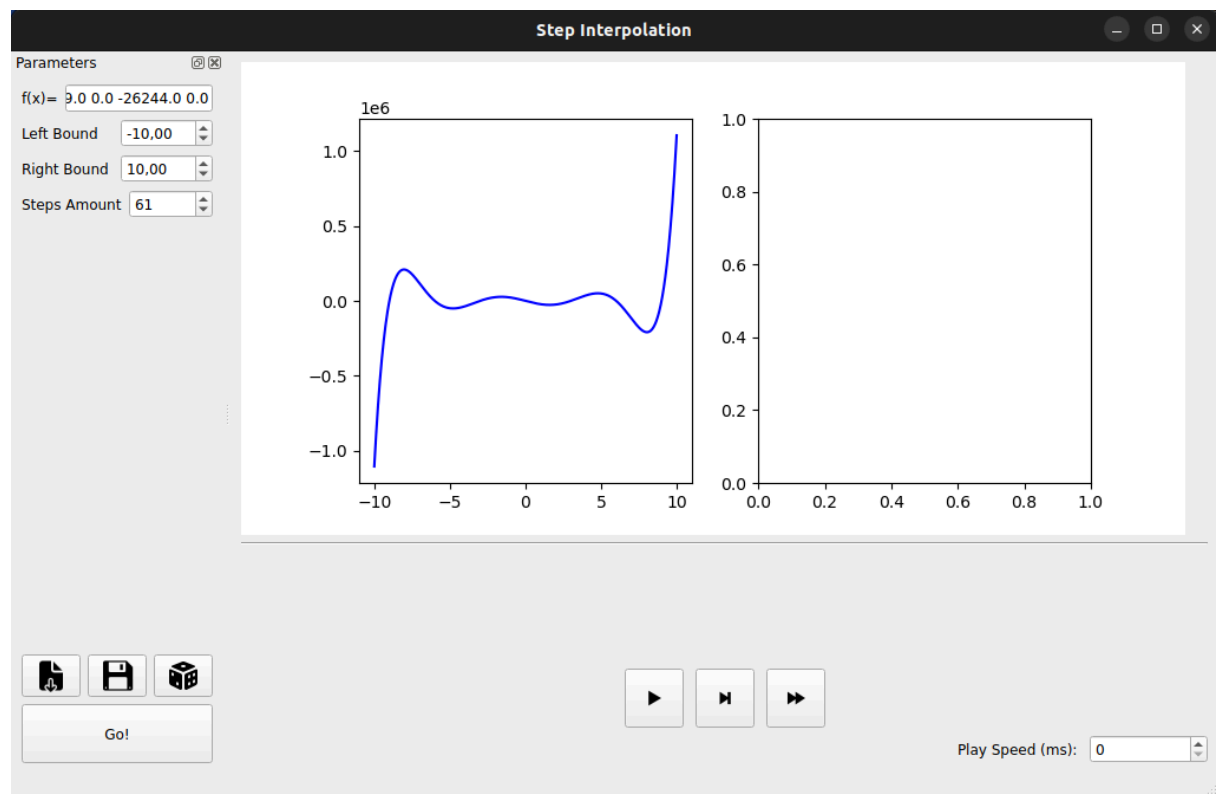 Step Interpolation
Parameters
f(x)= 9.0 0.0 -26244.0 0.0
Left Bound -10,00
Right Bound 10,00
Steps Amount 61
1e6
1.0
0.5
0.0
−0.5
−1.0
−10 −5 0 5 10
1.0
0.8
0.6
0.4
0.2
0.0
0.0 0.2 0.4 0.6 0.8 1.0
Go!
Play Speed (ms): 0